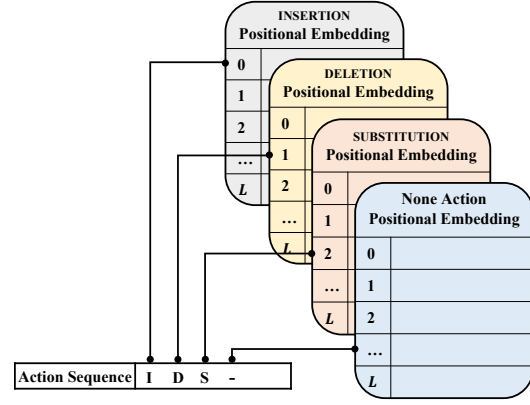 INSERTION
Positional Embedding
0
1
2
...
L
DELETION
Positional Embedding
0
1
2
...
L
SUBSTITUTION
Positional Embedding
0
1
2
...
L
None Action
Positional Embedding
0
1
2
...
L
Action Sequence I D S -